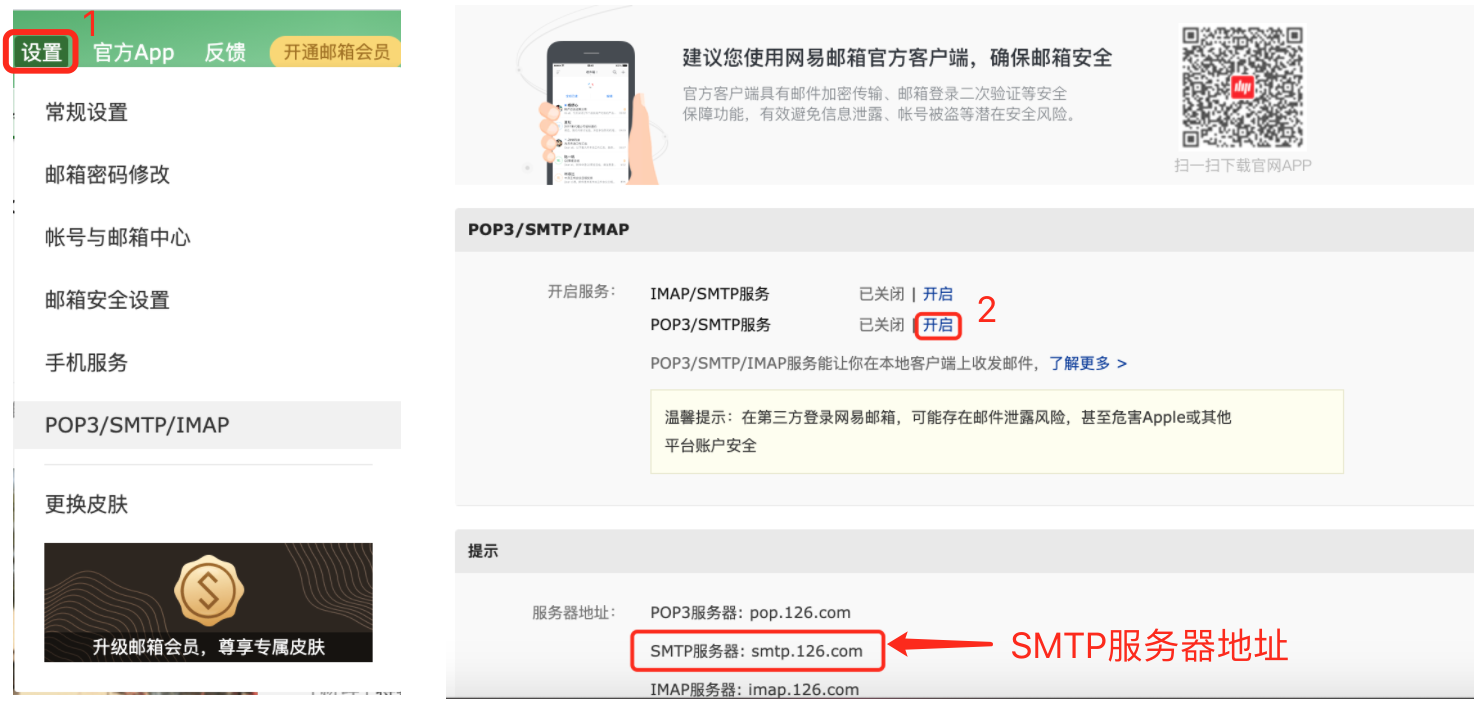 1
设置 官方App 反馈 开通邮箱会员
常规设置
邮箱密码修改
帐号与邮箱中心
邮箱安全设置
手机服务
POP3/SMTP/IMAP
更换皮肤
升级邮箱会员，尊享专属皮肤
建议您使用网易邮箱官方客户端，确保邮箱安全
官方客户端具有邮件加密传输、邮箱登录二次验证等安全
保障功能，有效避免信息泄露、帐号被盗等潜在安全风险。
扫一扫下载官网APP
POP3/SMTP/IMAP
开启服务： IMAP/SMTP服务 已关闭 | 开启
POP3/SMTP服务 已关闭 | 开启 2
POP3/SMTP/IMAP服务能让你在本地客户端上收发邮件，了解更多 >
温馨提示：在第三方登录网易邮箱，可能存在邮件泄露风险，甚至危害Apple或其他
平台账户安全
提示
服务器地址： POP3服务器: pop.126.com
SMTP服务器: smtp.126.com SMTP服务器地址
IMAP服务器: imap.126.com